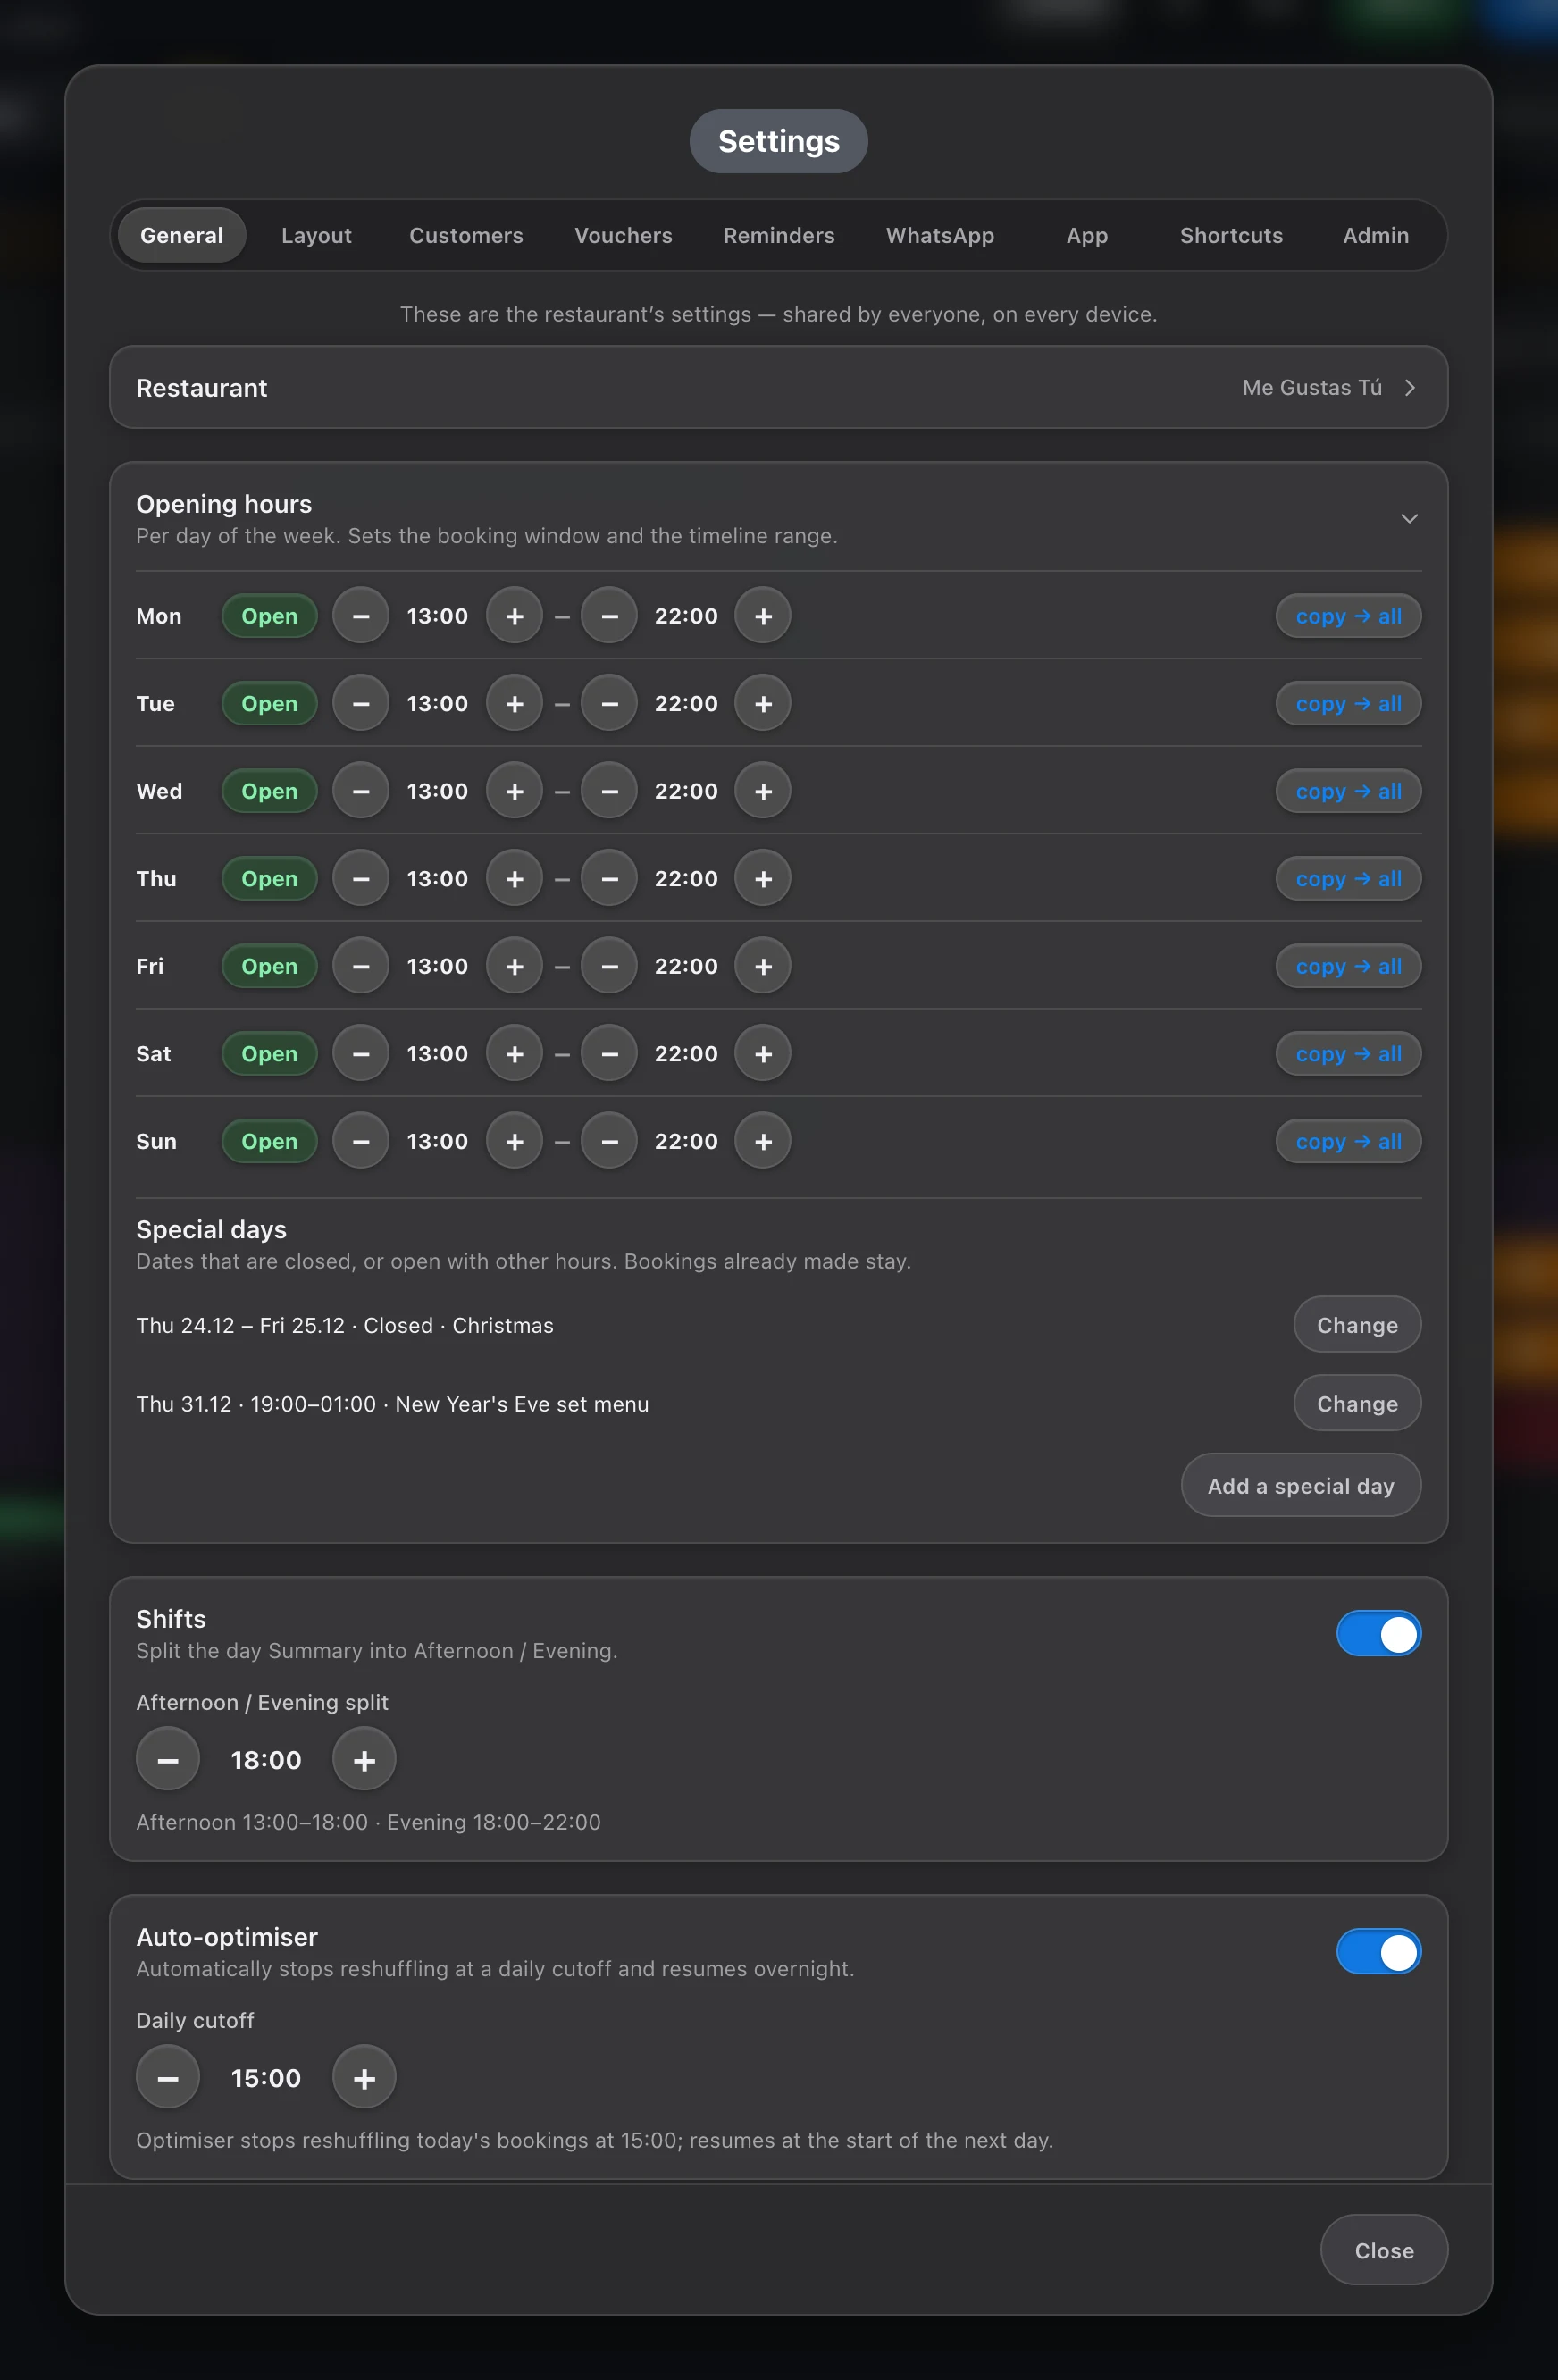 Settings
General Layout Customers Vouchers Reminders WhatsApp App Shortcuts Admin
These are the restaurant’s settings — shared by everyone, on every device.
Restaurant Me Gustas Tú
Opening hours
Per day of the week. Sets the booking window and the timeline range.
Mon Open − 13:00 + – − 22:00 + copy → all
Tue Open − 13:00 + – − 22:00 + copy → all
Wed Open − 13:00 + – − 22:00 + copy → all
Thu Open − 13:00 + – − 22:00 + copy → all
Fri Open − 13:00 + – − 22:00 + copy → all
Sat Open − 13:00 + – − 22:00 + copy → all
Sun Open − 13:00 + – − 22:00 + copy → all
Special days
Dates that are closed, or open with other hours. Bookings already made stay.
Thu 24.12 – Fri 25.12 · Closed · Christmas Change
Thu 31.12 · 19:00–01:00 · New Year's Eve set menu Change
Add a special day
Shifts
Split the day Summary into Afternoon / Evening.
Afternoon / Evening split
− 18:00 +
Afternoon 13:00–18:00 · Evening 18:00–22:00
Auto-optimiser
Automatically stops reshuffling at a daily cutoff and resumes overnight.
Daily cutoff
− 15:00 +
Optimiser stops reshuffling today's bookings at 15:00; resumes at the start of the next day.
Close